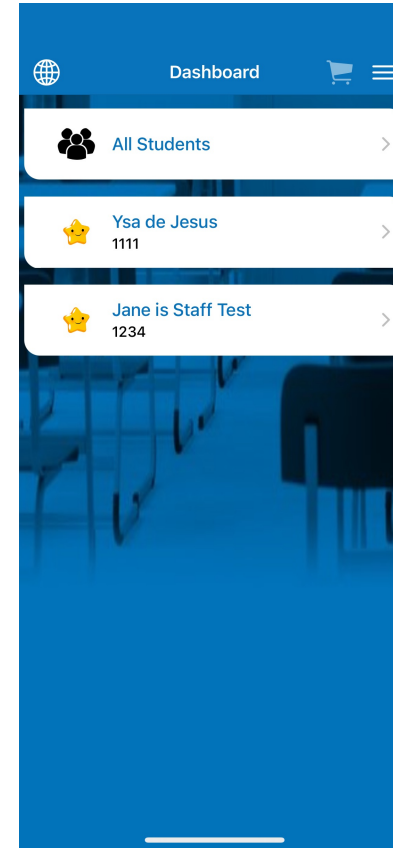 Dashboard
All Students
Ysa de Jesus
1111
Jane is Staff Test
1234